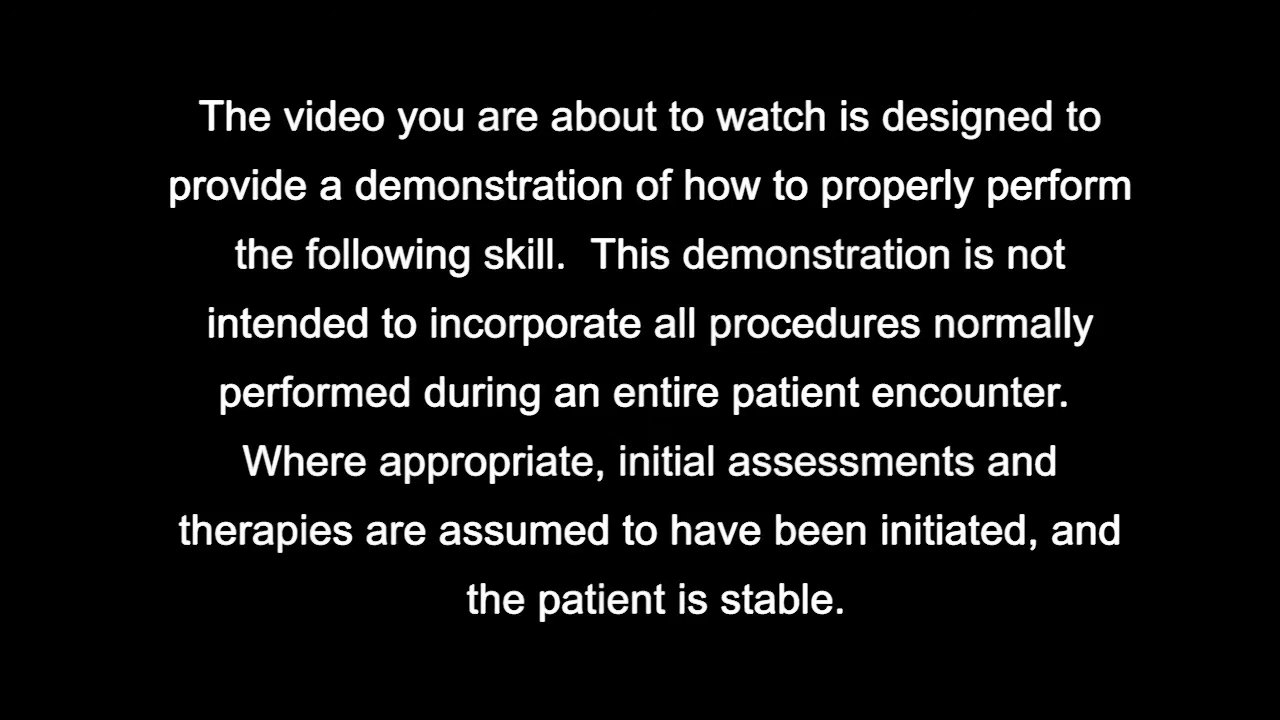 The video you are about to watch is designed to
provide a demonstration of how to properly perform
the following skill.  This demonstration is not
intended to incorporate all procedures normally
performed during an entire patient encounter.
Where appropriate, initial assessments and
therapies are assumed to have been initiated, and
the patient is stable.